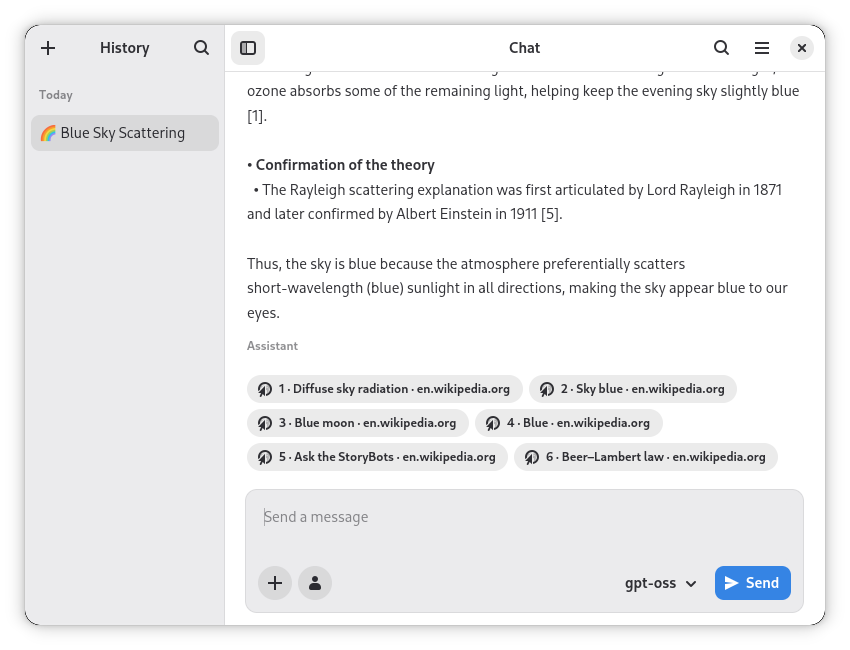 History
Chat
Today
🌈 Blue Sky Scattering
ozone absorbs some of the remaining light, helping keep the evening sky slightly blue
[1].
• Confirmation of the theory
• The Rayleigh scattering explanation was first articulated by Lord Rayleigh in 1871
and later confirmed by Albert Einstein in 1911 [5].
Thus, the sky is blue because the atmosphere preferentially scatters
short-wavelength (blue) sunlight in all directions, making the sky appear blue to our
eyes.
Assistant
1 · Diffuse sky radiation · en.wikipedia.org
2 · Sky blue · en.wikipedia.org
3 · Blue moon · en.wikipedia.org
4 · Blue · en.wikipedia.org
5 · Ask the StoryBots · en.wikipedia.org
6 · Beer–Lambert law · en.wikipedia.org
Send a message
gpt-oss
Send